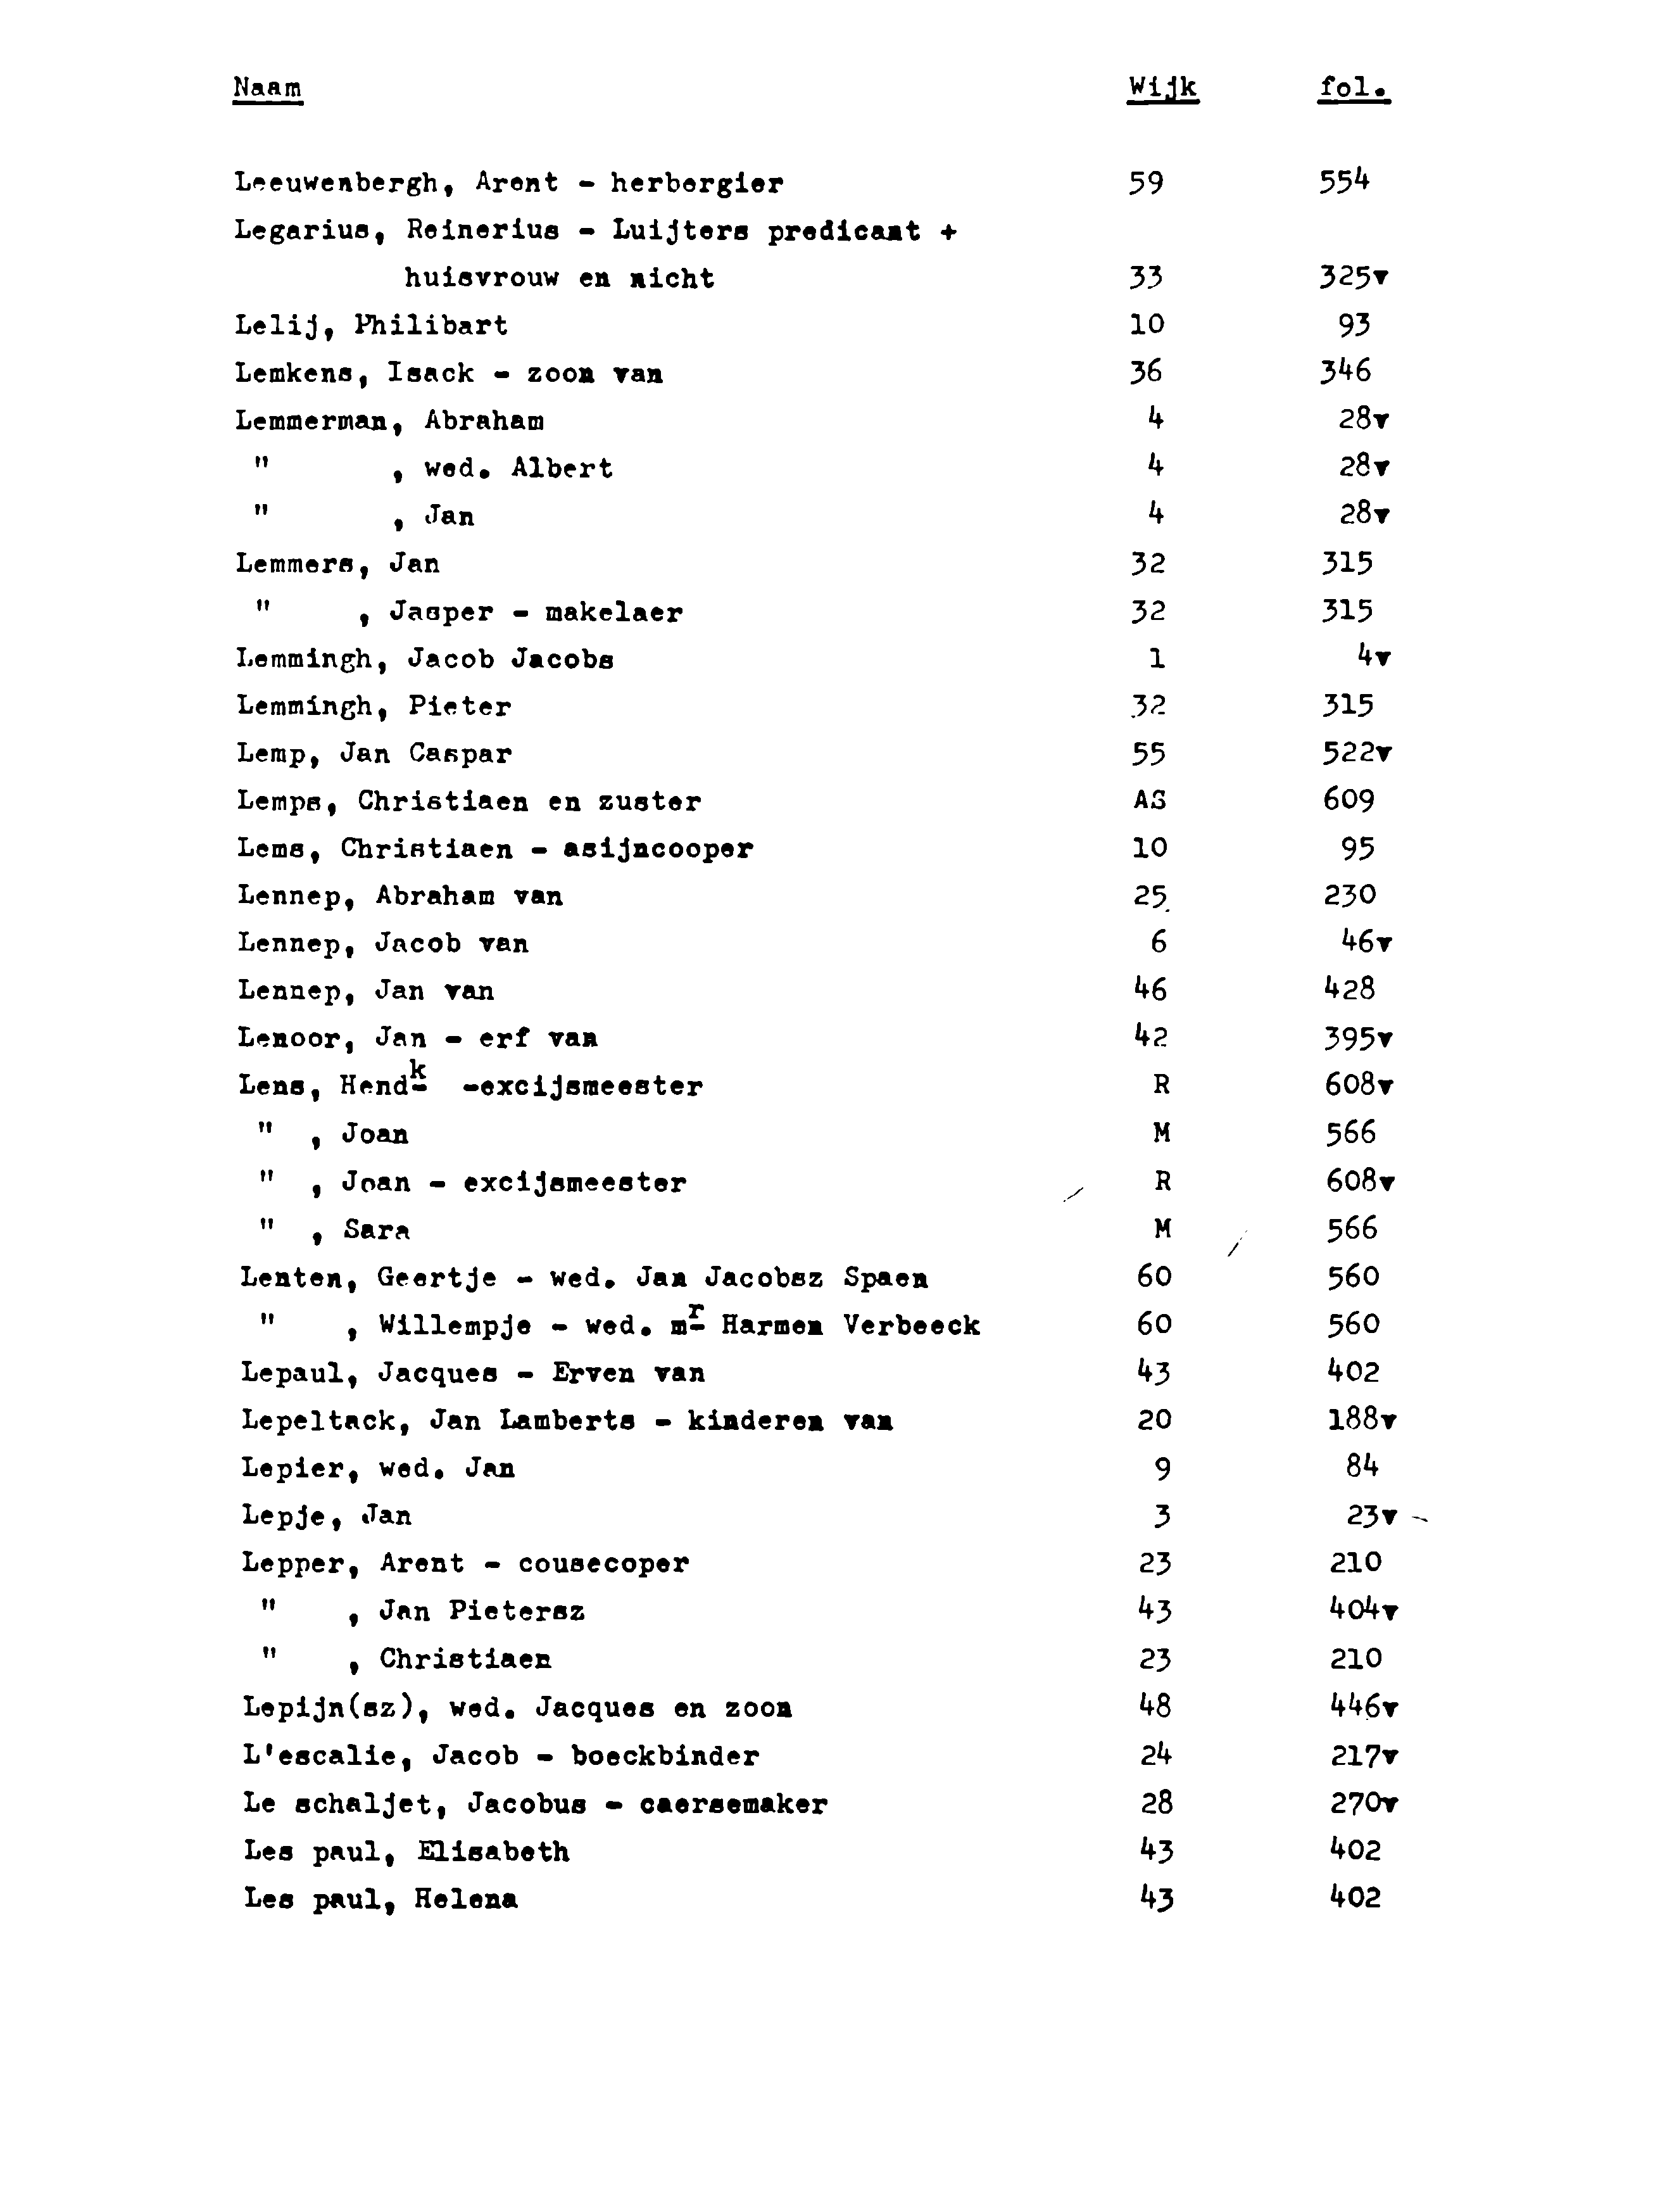 Naam Wijk fol.
Leeuwenbergh, Arent - herbergier 59 554
Legarius, Reinerius - Luijters predicant +
huisvrouw en nicht 33 325v
Lelij, Philibart 10 93
Lemkens, Isack - zoon van 36 346
Lemmerman, Abraham 4 28v
" , wed. Albert 4 28v
" , Jan 4 28v
Lemmers, Jan 32 315
" , Jasper - makelaer 32 315
Lemmingh, Jacob Jacobs 1 4v
Lemmingh, Pieter 32 315
Lemp, Jan Caspar 55 522v
Lemps, Christiaen en zuster AS 609
Lems, Christiaen - asijncooper 10 95
Lennep, Abraham van 25 230
Lennep, Jacob van 6 46v
Lennep, Jan van 46 428
Lenoor, Jan - erf van 42 395v
Lens, Hendk -excijsmeester R 608v
" , Joan M 566
" , Joan - excijsmeester R 608v
" , Sara M 566
Lenten, Geertje - wed. Jan Jacobsz Spaen 60 560
" , Willempje - wed. mr Harmen Verbeeck 60 560
Lepaul, Jacques - Erven van 43 402
Lepeltack, Jan Lamberts - kinderen van 20 188v
Lepier, wed. Jan 9 84
Lepje, Jan 3 23v
Lepper, Arent - cousecoper 23 210
" , Jan Pietersz 43 404v
" , Christiaen 23 210
Lepijn(sz), wed. Jacques en zoon 48 446v
L'escalie, Jacob - boeckbinder 24 217v
Le schaljet, Jacobus - caersemaker 28 270v
Les paul, Elisabeth 43 402
Les paul, Helena 43 402